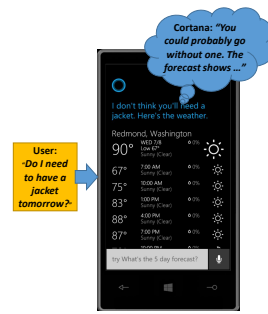 Cortana: “You
could probably go
without one. The
forecast shows …”
I don't think you'll need a
jacket. Here's the weather.
Redmond, Washington
90° WED 7/8 0%
Low 67°
Sunny (Clear)
67° 7:00 AM 0%
Sunny (Clear)
75° 10:00 AM 0%
Sunny (Clear)
83° 1:00 PM 0%
Sunny (Clear)
88° 4:00 PM 0%
Sunny (Clear)
87° 7:00 PM 0%
Sunny (Clear)
10:00 PM 0%
try What's the 5 day forecast?
User:
-Do I need
to have a
jacket
tomorrow?-